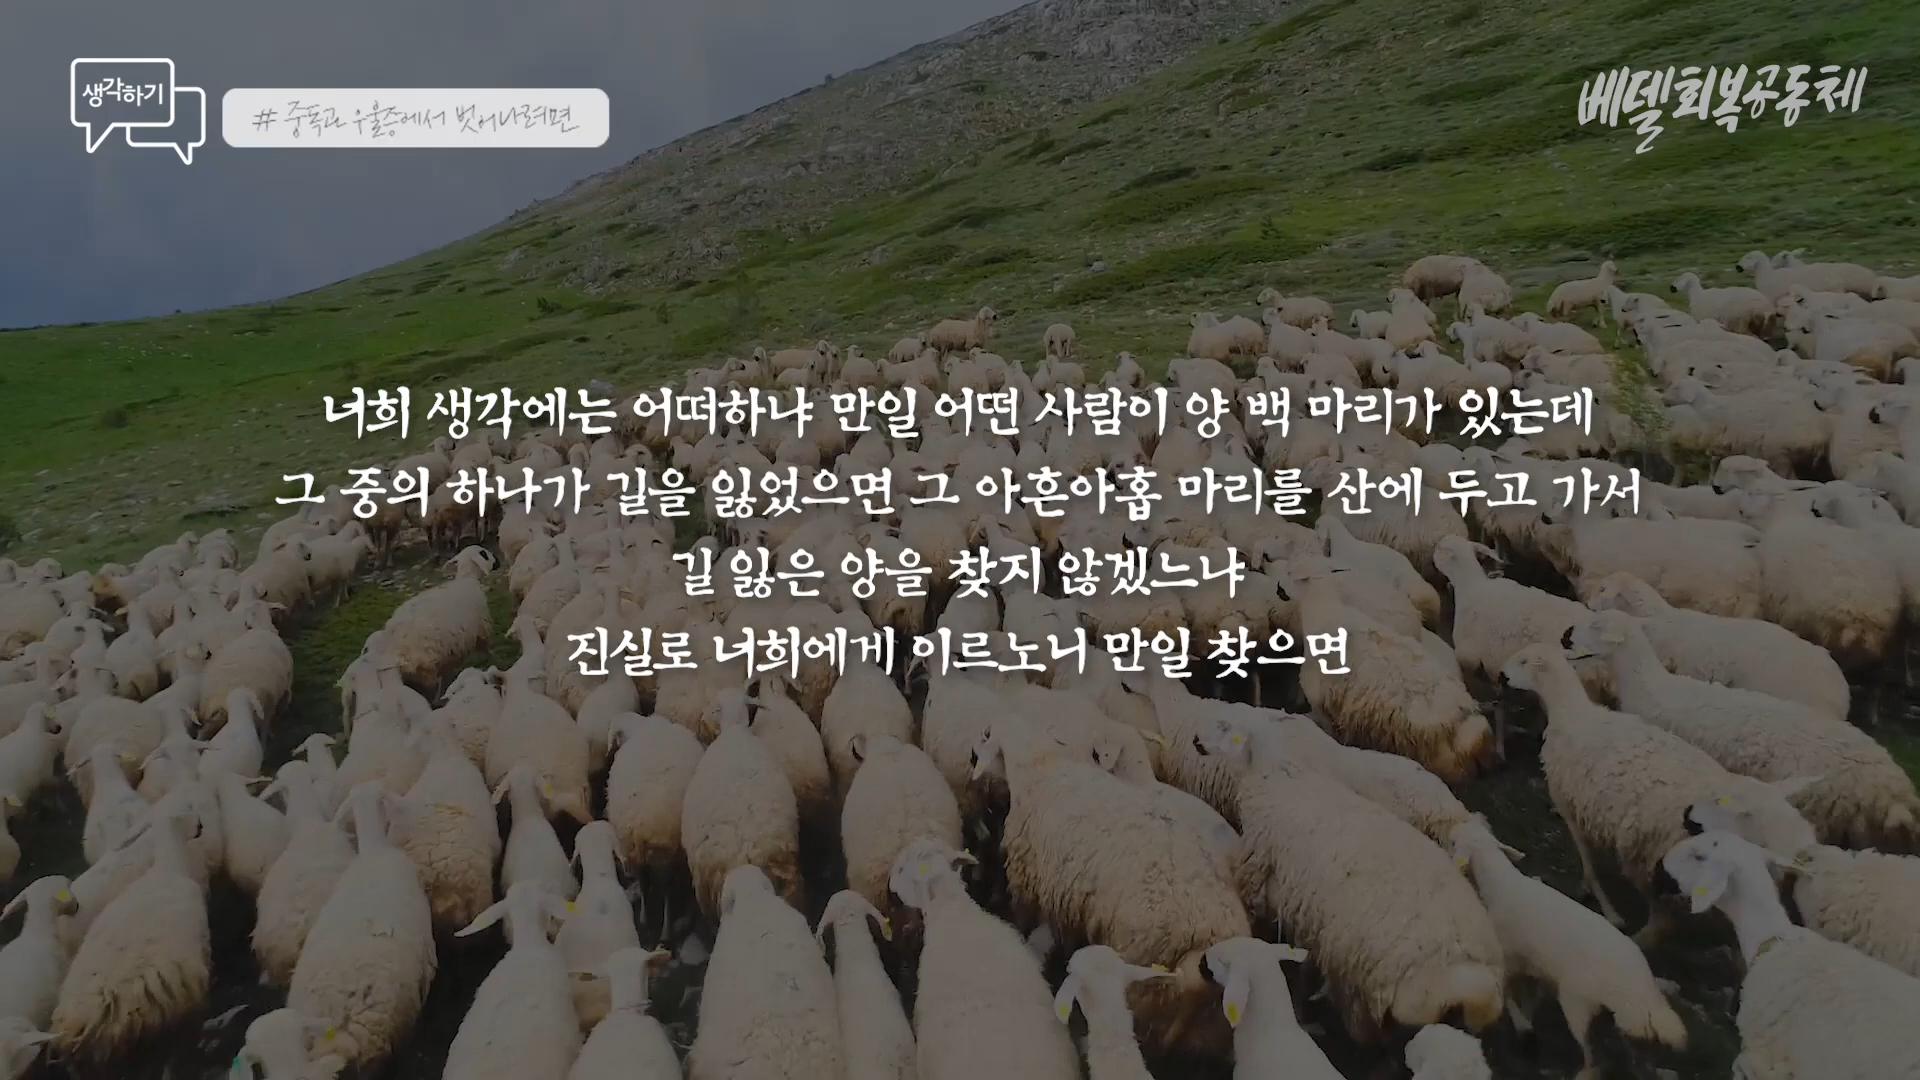 생각하기
# 중독과 우울증에서 벗어나려면
베델회복공동체
너희 생각에는 어떠하냐 만일 어떤 사람이 양 백 마리가 있는데
그 중의 하나가 길을 잃었으면 그 아흔아홉 마리를 산에 두고 가서
길 잃은 양을 찾지 않겠느냐
진실로 너희에게 이르노니 만일 찾으면